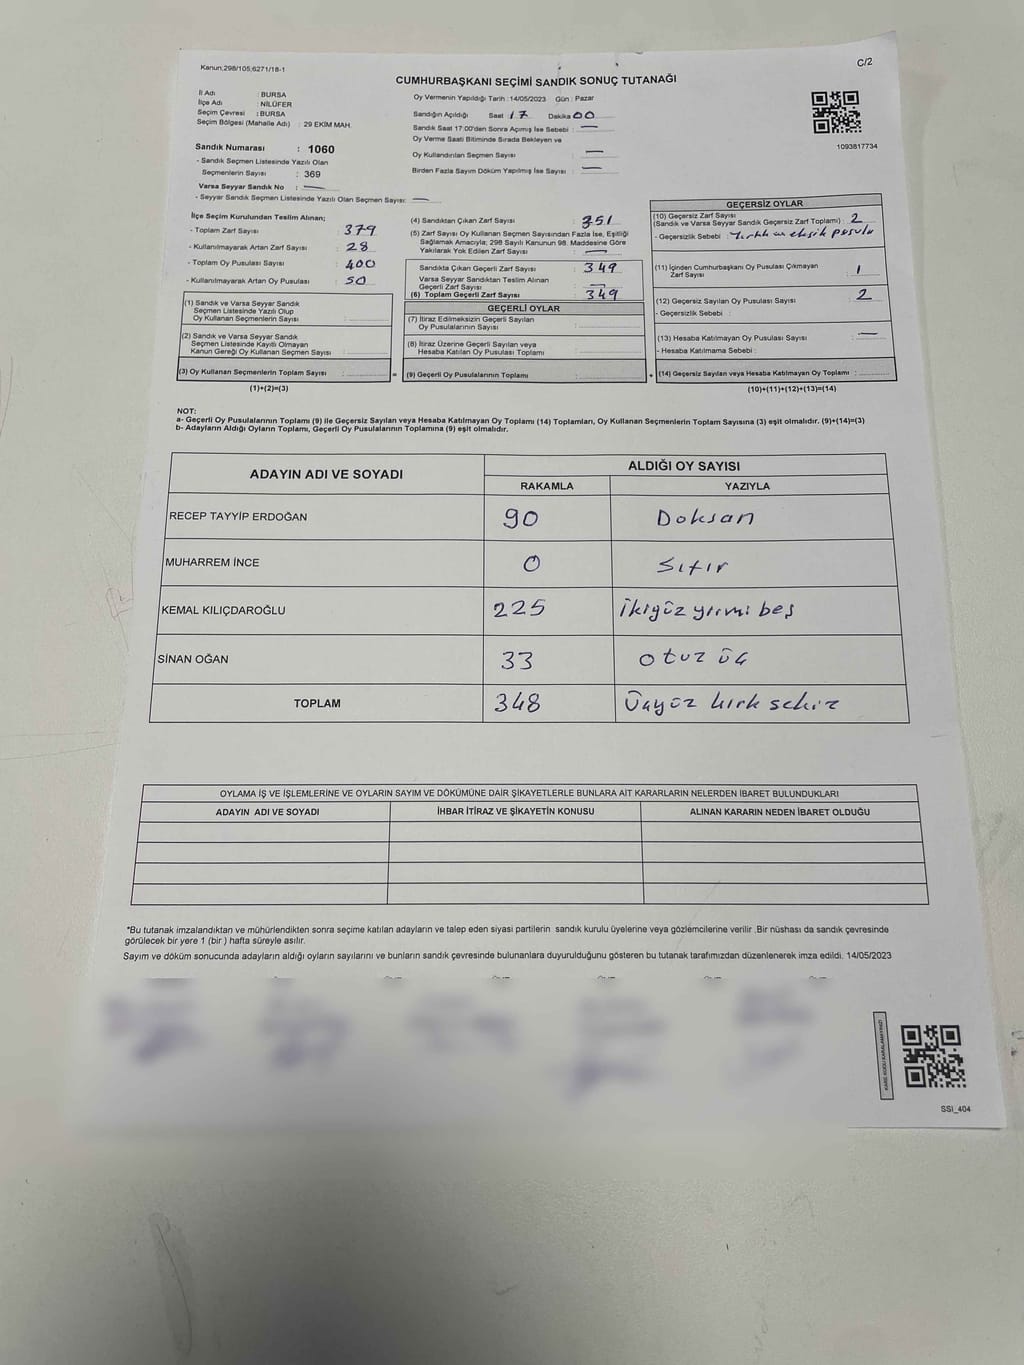 Kanun;298/105;6271/18-1
C/2
CUMHURBAŞKANI SEÇİMİ SANDIK SONUÇ TUTANAĞI
İl Adı : BURSA
İlçe Adı : NİLÜFER
Seçim Çevresi : BURSA
Seçim Bölgesi (Mahalle Adı) : 29 EKİM MAH.
Sandık Numarası : 1060
- Sandık Seçmen Listesinde Yazılı Olan
Seçmenlerin Sayısı : 369
Varsa Seyyar Sandık No : —
- Seyyar Sandık Seçmen Listesinde Yazılı Olan Seçmen Sayısı: —
Oy Vermenin Yapıldığı Tarih :14/05/2023 Gün : Pazar
Sandığın Açıldığı Saat : 17 Dakika 00
Sandık Saat 17:00'den Sonra Açılmış İse Sebebi : —
Oy Verme Saati Bitiminde Sırada Bekleyen ve
Oy Kullandırılan Seçmen Sayısı : —
Birden Fazla Sayım Döküm Yapılmış İse Sayısı : —
1093817734
İlçe Seçim Kurulundan Teslim Alınan;
- Toplam Zarf Sayısı : 379
- Kullanılmayarak Artan Zarf Sayısı : 28
- Toplam Oy Pusulası Sayısı : 400
- Kullanılmayarak Artan Oy Pusulası : 50
(1) Sandık ve Varsa Seyyar Sandık
Seçmen Listesinde Yazılı Olup
Oy Kullanan Seçmenlerin Sayısı :
(2) Sandık ve Varsa Seyyar Sandık
Seçmen Listesinde Kayıtlı Olmayan
Kanun Gereği Oy Kullanan Seçmen Sayısı :
(3) Oy Kullanan Seçmenlerin Toplam Sayısı :
(1)+(2)=(3)
(4) Sandıktan Çıkan Zarf Sayısı : 351
(5) Zarf Sayısı Oy Kullanan Seçmen Sayısından Fazla İse, Eşitliği
Sağlamak Amacıyla; 298 Sayılı Kanunun 98. Maddesine Göre
Yakılarak Yok Edilen Zarf Sayısı : —
Sandıkta Çıkan Geçerli Zarf Sayısı : 349
Varsa Seyyar Sandıktan Teslim Alınan
Geçerli Zarf Sayısı : —
(6) Toplam Geçerli Zarf Sayısı : 349
GEÇERLİ OYLAR
(7) İtiraz Edilmeksizin Geçerli Sayılan
Oy Pusulalarının Sayısı :
(8) İtiraz Üzerine Geçerli Sayılan veya
Hesaba Katılan Oy Pusulası Toplamı :
= (9) Geçerli Oy Pusulalarının Toplamı :
GEÇERSİZ OYLAR
(10) Geçersiz Zarf Sayısı
(Sandık ve Varsa Seyyar Sandık Geçersiz Zarf Toplamı) : 2
- Geçersizlik Sebebi : eksik pusula
(11) İçinden Cumhurbaşkanı Oy Pusulası Çıkmayan
Zarf Sayısı : 1
(12) Geçersiz Sayılan Oy Pusulası Sayısı : 2
- Geçersizlik Sebebi :
(13) Hesaba Katılmayan Oy Pusulası Sayısı : —
- Hesaba Katılmama Sebebi :
+ (14) Geçersiz Sayılan veya Hesaba Katılmayan Oy Toplamı :
(10)+(11)+(12)+(13)=(14)
NOT:
a- Geçerli Oy Pusulalarının Toplamı (9) ile Geçersiz Sayılan veya Hesaba Katılmayan Oy Toplamı (14) Toplamları, Oy Kullanan Seçmenlerin Toplam Sayısına (3) eşit olmalıdır. (9)+(14)=(3)
b- Adayların Aldığı Oyların Toplamı, Geçerli Oy Pusulalarının Toplamına (9) eşit olmalıdır.
ADAYIN ADI VE SOYADI
ALDIĞI OY SAYISI
RAKAMLA YAZIYLA
RECEP TAYYİP ERDOĞAN 90 Doksan
MUHARREM İNCE 0 Sıfır
KEMAL KILIÇDAROĞLU 225 İkiyüz yirmi beş
SİNAN OĞAN 33 otuz üç
TOPLAM 348 Üçyüz kırk sekiz
OYLAMA İŞ VE İŞLEMLERİNE VE OYLARIN SAYIM VE DÖKÜMÜNE DAİR ŞİKAYETLERLE BUNLARA AİT KARARLARIN NELERDEN İBARET BULUNDUKLARI
ADAYIN ADI VE SOYADI İHBAR İTİRAZ VE ŞİKAYETİN KONUSU ALINAN KARARIN NEDEN İBARET OLDUĞU
*Bu tutanak imzalandıktan ve mühürlendikten sonra seçime katılan adayların ve talep eden siyasi partilerin sandık kurulu üyelerine veya gözlemcilerine verilir .Bir nüshası da sandık çevresinde
görülecek bir yere 1 (bir ) hafta süreyle asılır.
Sayım ve döküm sonucunda adayların aldığı oyların sayılarını ve bunların sandık çevresinde bulunanlara duyurulduğunu gösteren bu tutanak tarafımızdan düzenlenerek imza edildi. 14/05/2023
KARE KODU KARALAMAYINIZ!
SSI_404